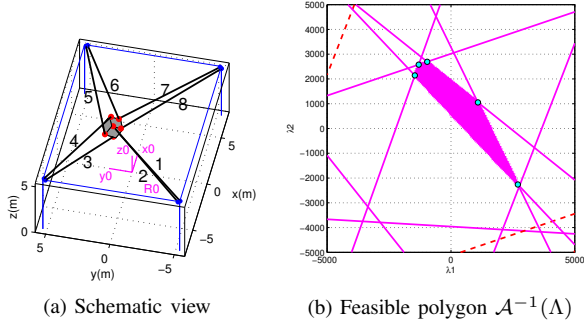 6
7
8
5
4
3
z0
x0
1
2
y0
R0
5
0
z(m)
5
0
−5
y(m)
5
0
−5
x(m)
5000
4000
3000
2000
1000
0
−1000
−2000
−3000
−4000
−5000
λ2
−5000
0
5000
λ1
(a) Schematic view
(b) Feasible polygon 𝒜⁻¹(Λ)